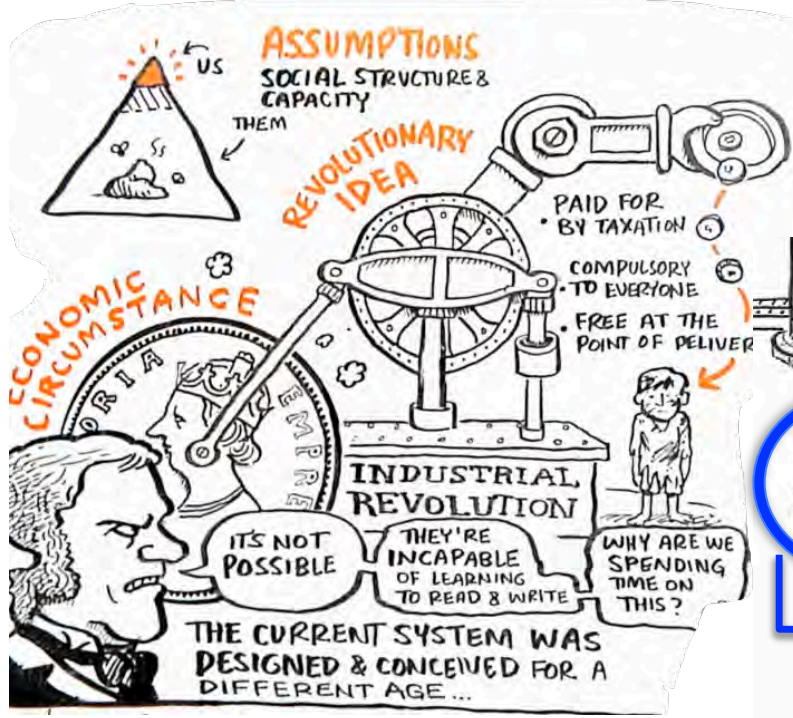 ASSUMPTIONS
SOCIAL STRUCTURE &
CAPACITY
US
THEM
REVOLUTIONARY
IDEA
PAID FOR
• BY TAXATION
COMPULSORY
• TO EVERYONE
• FREE AT THE
POINT OF DELIVER
ECONOMIC
CIRCUMSTANCE
ORIA
EMPRE
INDUSTRIAL
REVOLUTION
IT'S NOT
POSSIBLE
THEY'RE
INCAPABLE
OF LEARNING
TO READ & WRITE
WHY ARE WE
SPENDING
TIME ON
THIS?
THE CURRENT SYSTEM WAS
DESIGNED & CONCEIVED FOR A
DIFFERENT AGE...